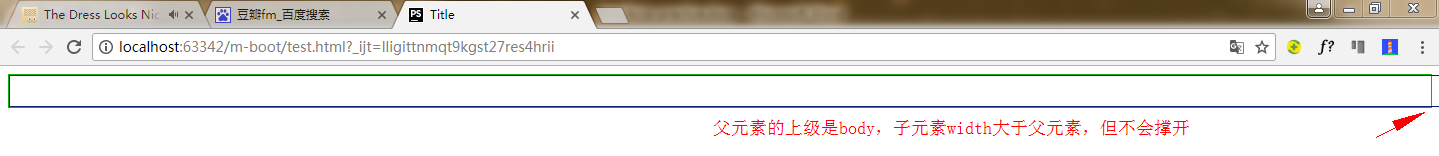 The Dress Looks Nic
豆瓣fm_百度搜索
PS
Title
localhost:63342/m-boot/test.html?_ijt=lligittnmqt9kgst27res4hrii
f?
父元素的上级是body，子元素width大于父元素，但不会撑开